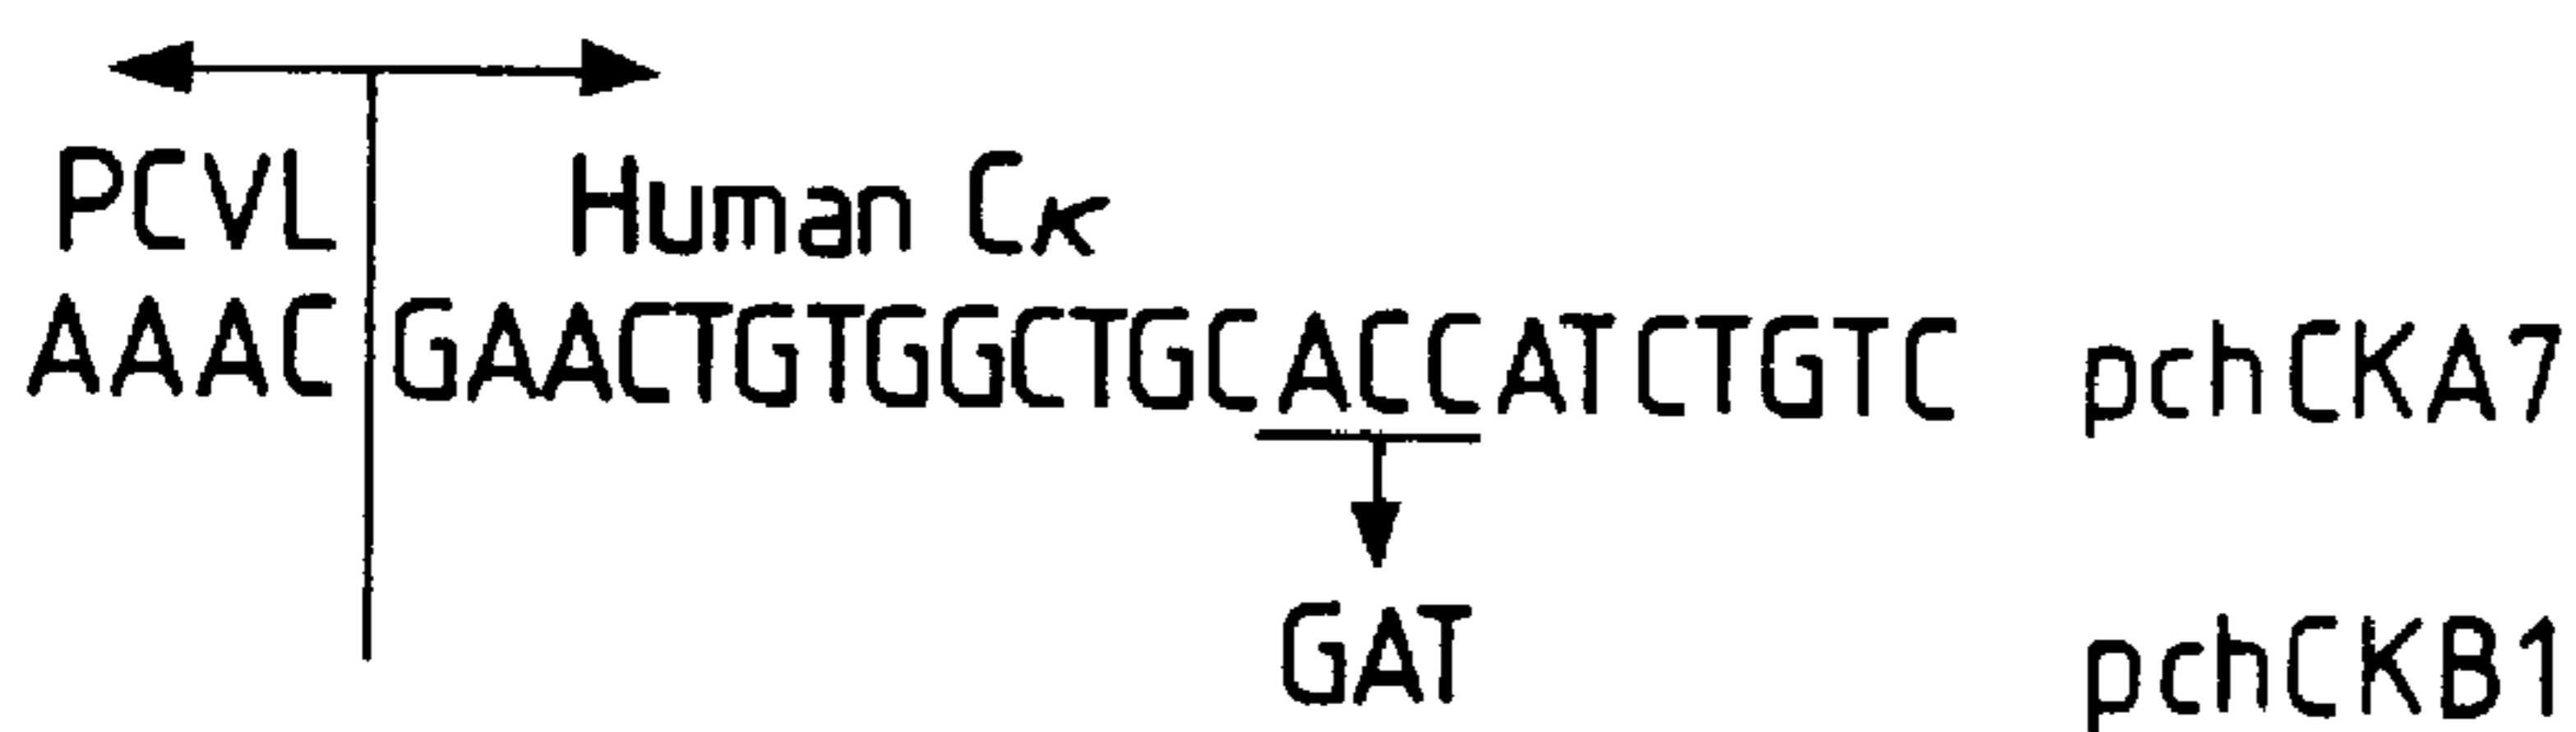 PCVL Human Cκ
AAAC GAACTGTGGCTGCACCATCTGTC pchCKA7
GAT
pchCKB1